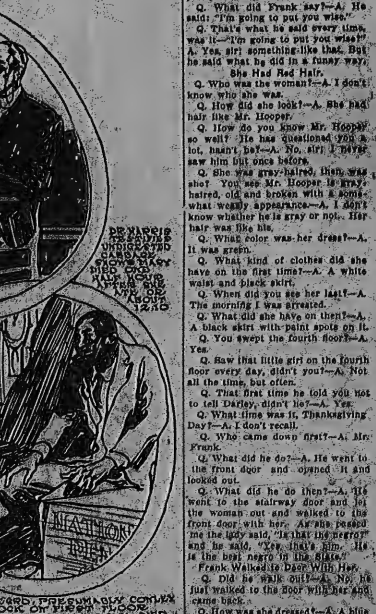 Q. What did Frank say?—A. He
said: "I'm going to put you wise."
Q. That's what he said every time,
was it—"I'm going to put you wise?"
A. Yes, sir; something like that. But
he said what he did in a funny way.
She Had Red Hair.
Q. Who was the woman?—A. I don't
know who she was.
Q. How did she look?—A. She had
hair like Mr. Hooper.
Q. How do you know Mr. Hooper
so well? He has questioned you a
lot, hasn't he?—A. No, sir; I never
saw him but once before.
Q. She was gray-haired, then, was
she? You see Mr. Hooper is gray-
haired, old and broken with a some-
what weazly appearance.—A. I don't
know whether he is gray or not. Her
hair was like his.
Q. What color was her dress?—A.
It was green.
Q. What kind of clothes did she
have on the first time?—A. A white
waist and black skirt.
Q. When did you see her last?—A.
The morning I was arrested.
Q. What did she have on then?—A.
A black skirt with paint spots on it.
Q. You swept the fourth floor?—A.
Yes.
Q. Saw that little girl on the fourth
floor every day, didn't you?—A. Not
all the time, but often.
Q. That first time he told you not
to tell Darley, didn't he?—A. Yes.
Q. What time was it, Thanksgiving
Day?—A. I don't recall.
Q. Who came down first?—A. Mr.
Frank.
Q. What did he do?—A. He went to
the front door and opened it and
looked out.
Q. What did he do then?—A. He
went to the stairway door and let
the woman out and walked to the
front door with her. As she passed
me the lady said, "Is that the negro?"
and he said, "Yes, that's him. He
is the best negro in the State."
Frank Walked to Door With Her.
Q. Did he walk out?—A. No, he
just walked to the door with her and
came back.
Q. How was she dressed?—A. A blue
DR HARRIS
TESTIFIED
UNDIGESTED
CABBAGE
SHOWS MARY
DIED ONE
HALF HOUR
AFTER SHE
ATE OR
ABOUT
12:40
PRESUMABLY CONLEY
OCK ON FIRST FLOOR